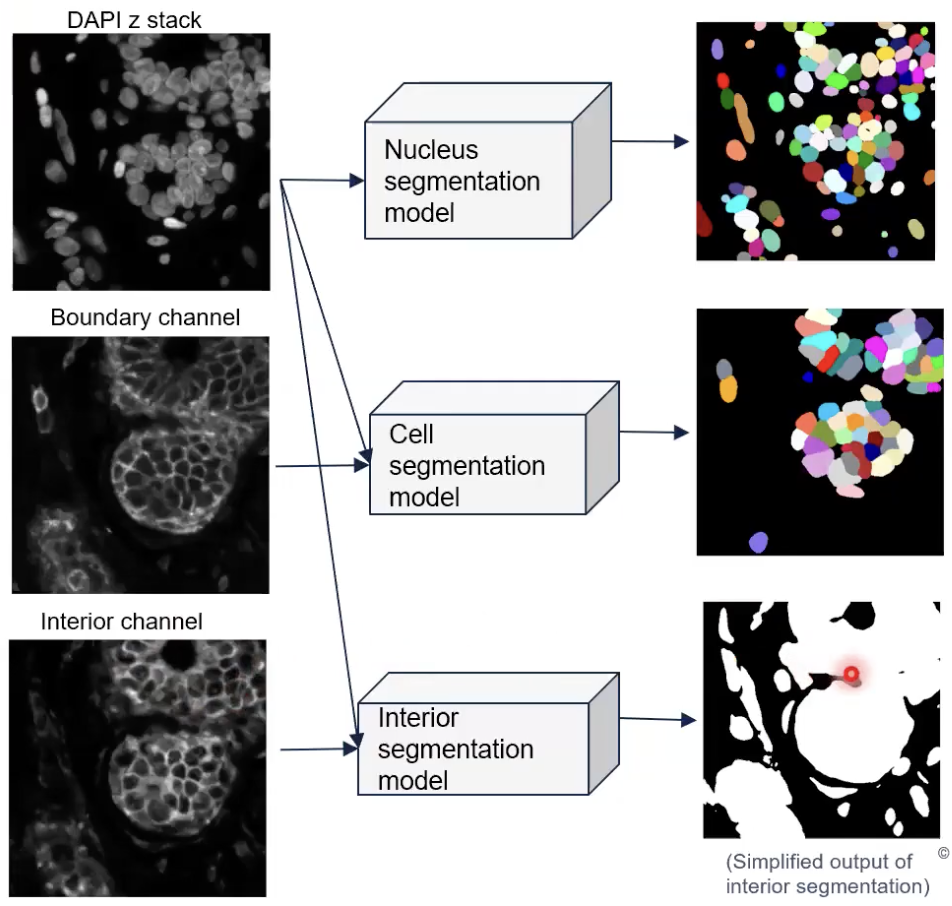 DAPI z stack
Nucleus
segmentation
model
Boundary channel
Cell
segmentation
model
Interior channel
Interior
segmentation
model
(Simplified output of
interior segmentation)
©